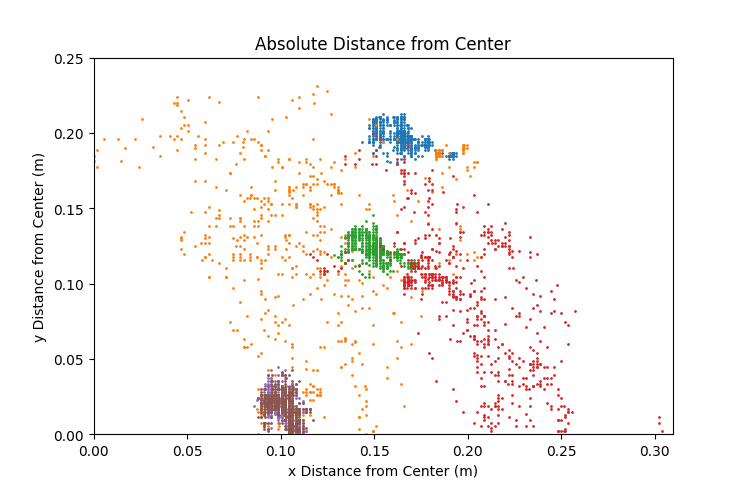 Absolute Distance from Center
0.25
0.20
0.15
0.10
0.05
0.00
y Distance from Center (m)
0.00 0.05 0.10 0.15 0.20 0.25 0.30
x Distance from Center (m)